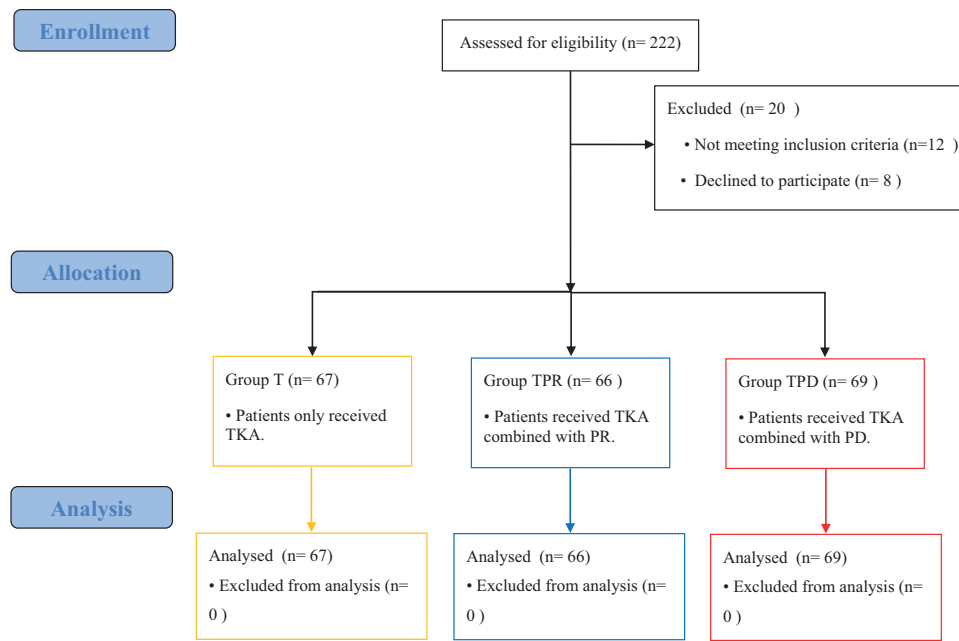 Enrollment
Assessed for eligibility (n= 222)
Excluded (n= 20 )
• Not meeting inclusion criteria (n=12 )
• Declined to participate (n= 8 )
Allocation
Group T (n= 67)
• Patients only received
TKA.
Group TPR (n= 66 )
• Patients received TKA
combined with PR.
Group TPD (n= 69 )
• Patients received TKA
combined with PD.
Analysis
Analysed (n= 67)
• Excluded from analysis (n=
0 )
Analysed (n= 66)
• Excluded from analysis (n=
0 )
Analysed (n= 69)
• Excluded from analysis (n=
0 )